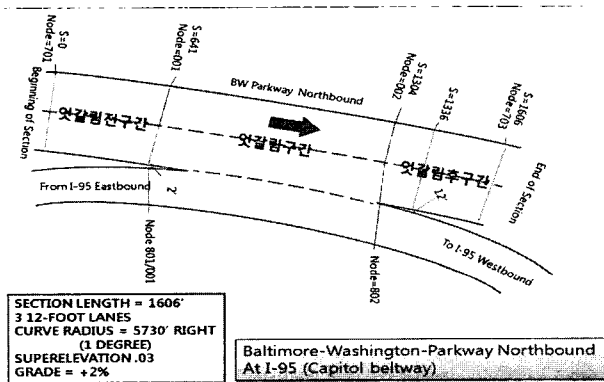 S=0
Node=701
Beginning of Section
S=641
Node=001
BW Parkway Northbound
S=1304
Node=002
S=1336
S=1606
Node=703
End of Section
엇갈림전구간
엇갈림구간
엇갈림후구간
From I-95 Eastbound
2'
12'
To I-95 Westbound
Node 801/001
Node=802
SECTION LENGTH = 1606'
3 12-FOOT LANES
CURVE RADIUS = 5730' RIGHT
(1 DEGREE)
SUPERELEVATION .03
GRADE = +2%
Baltimore-Washington-Parkway Northbound
At I-95 (Capitol beltway)